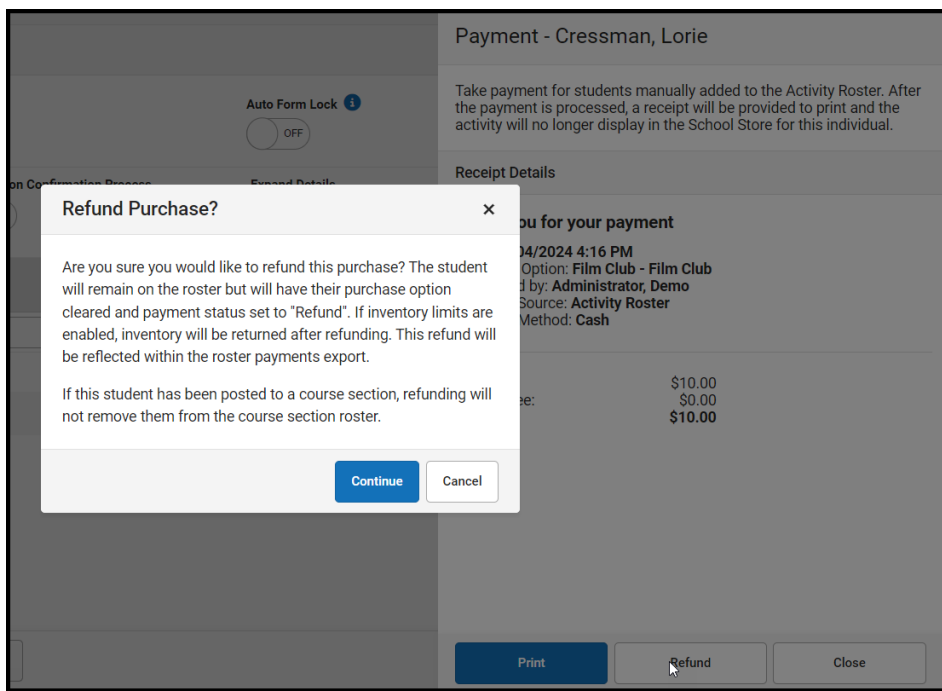 Payment - Cressman, Lorie
Take payment for students manually added to the Activity Roster. After
the payment is processed, a receipt will be provided to print and the
activity will no longer display in the School Store for this individual.
Auto Form Lock
OFF
Receipt Details
on Confirmation Process
Expand Details
Refund Purchase?
Are you sure you would like to refund this purchase? The student
will remain on the roster but will have their purchase option
cleared and payment status set to "Refund". If inventory limits are
enabled, inventory will be returned after refunding. This refund will
be reflected within the roster payments export.
If this student has been posted to a course section, refunding will
not remove them from the course section roster.
Continue
Cancel
ou for your payment
04/2024 4:16 PM
Option: Film Club - Film Club
d by: Administrator, Demo
Source: Activity Roster
Method: Cash
$10.00
ee: $0.00
$10.00
Print
Refund
Close